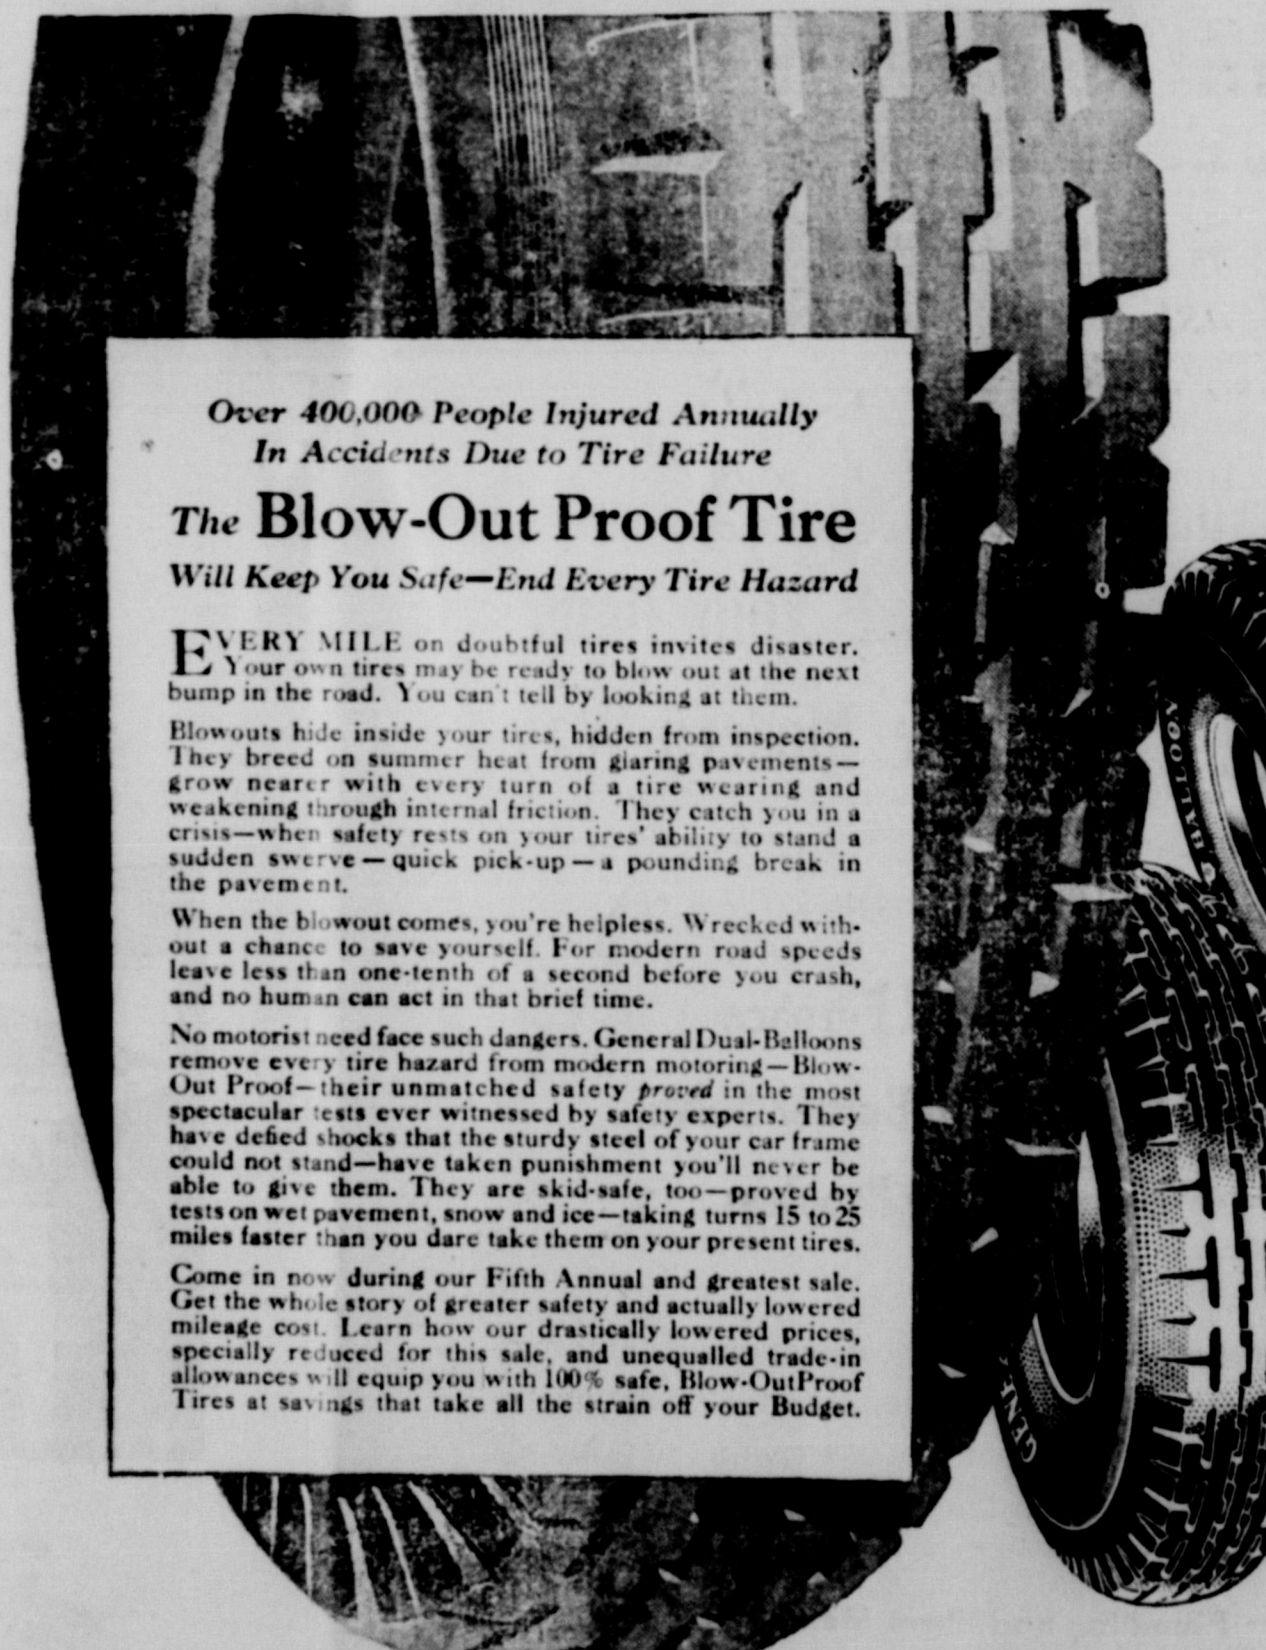 Over 400,000 People Injured Annually
In Accidents Due to Tire Failure
The Blow-Out Proof Tire
Will Keep You Safe—End Every Tire Hazard
EVERY MILE on doubtful tires invites disaster.
Your own tires may be ready to blow out at the next
bump in the road. You can't tell by looking at them.
Blowouts hide inside your tires, hidden from inspection.
They breed on summer heat from glaring pavements—
grow nearer with every turn of a tire wearing and
weakening through internal friction. They catch you in a
crisis—when safety rests on your tires' ability to stand a
sudden swerve—quick pick-up—a pounding break in
the pavement.
When the blowout comes, you're helpless. Wrecked with-
out a chance to save yourself. For modern road speeds
leave less than one-tenth of a second before you crash,
and no human can act in that brief time.
No motorist need face such dangers. General Dual-Balloons
remove every tire hazard from modern motoring—Blow-
Out Proof—their unmatched safety proved in the most
spectacular tests ever witnessed by safety experts. They
have defied shocks that the sturdy steel of your car frame
could not stand—have taken punishment you'll never be
able to give them. They are skid-safe, too—proved by
tests on wet pavement, snow and ice—taking turns 15 to 25
miles faster than you dare take them on your present tires.
Come in now during our Fifth Annual and greatest sale.
Get the whole story of greater safety and actually lowered
mileage cost. Learn how our drastically lowered prices,
specially reduced for this sale, and unequalled trade-in
allowances will equip you with 100% safe, Blow-Out Proof
Tires at savings that take all the strain off your Budget.
BALLOON
GENE